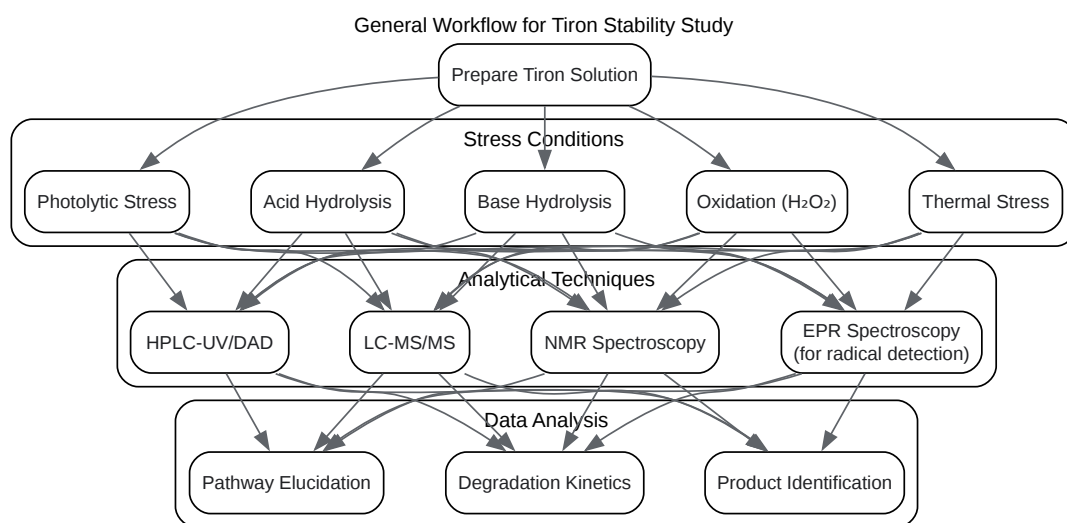 General Workflow for Tiron Stability Study
Prepare Tiron Solution
Stress Conditions
Photolytic Stress
Acid Hydrolysis
Base Hydrolysis
Oxidation (H₂O₂)
Thermal Stress
Analytical Techniques
HPLC-UV/DAD
LC-MS/MS
NMR Spectroscopy
EPR Spectroscopy
(for radical detection)
Data Analysis
Pathway Elucidation
Degradation Kinetics
Product Identification